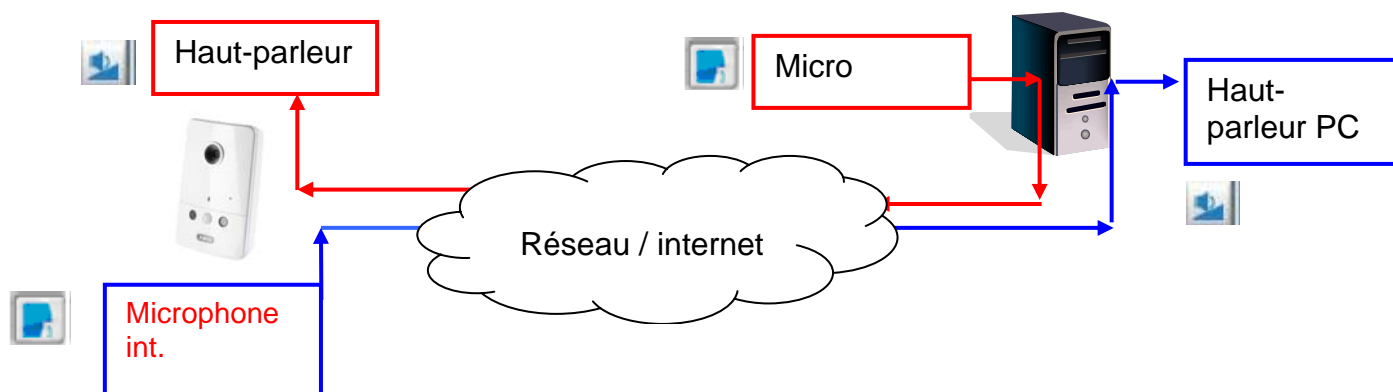 Haut-parleur
Micro
Haut-
parleur PC
Réseau / internet
Microphone
int.